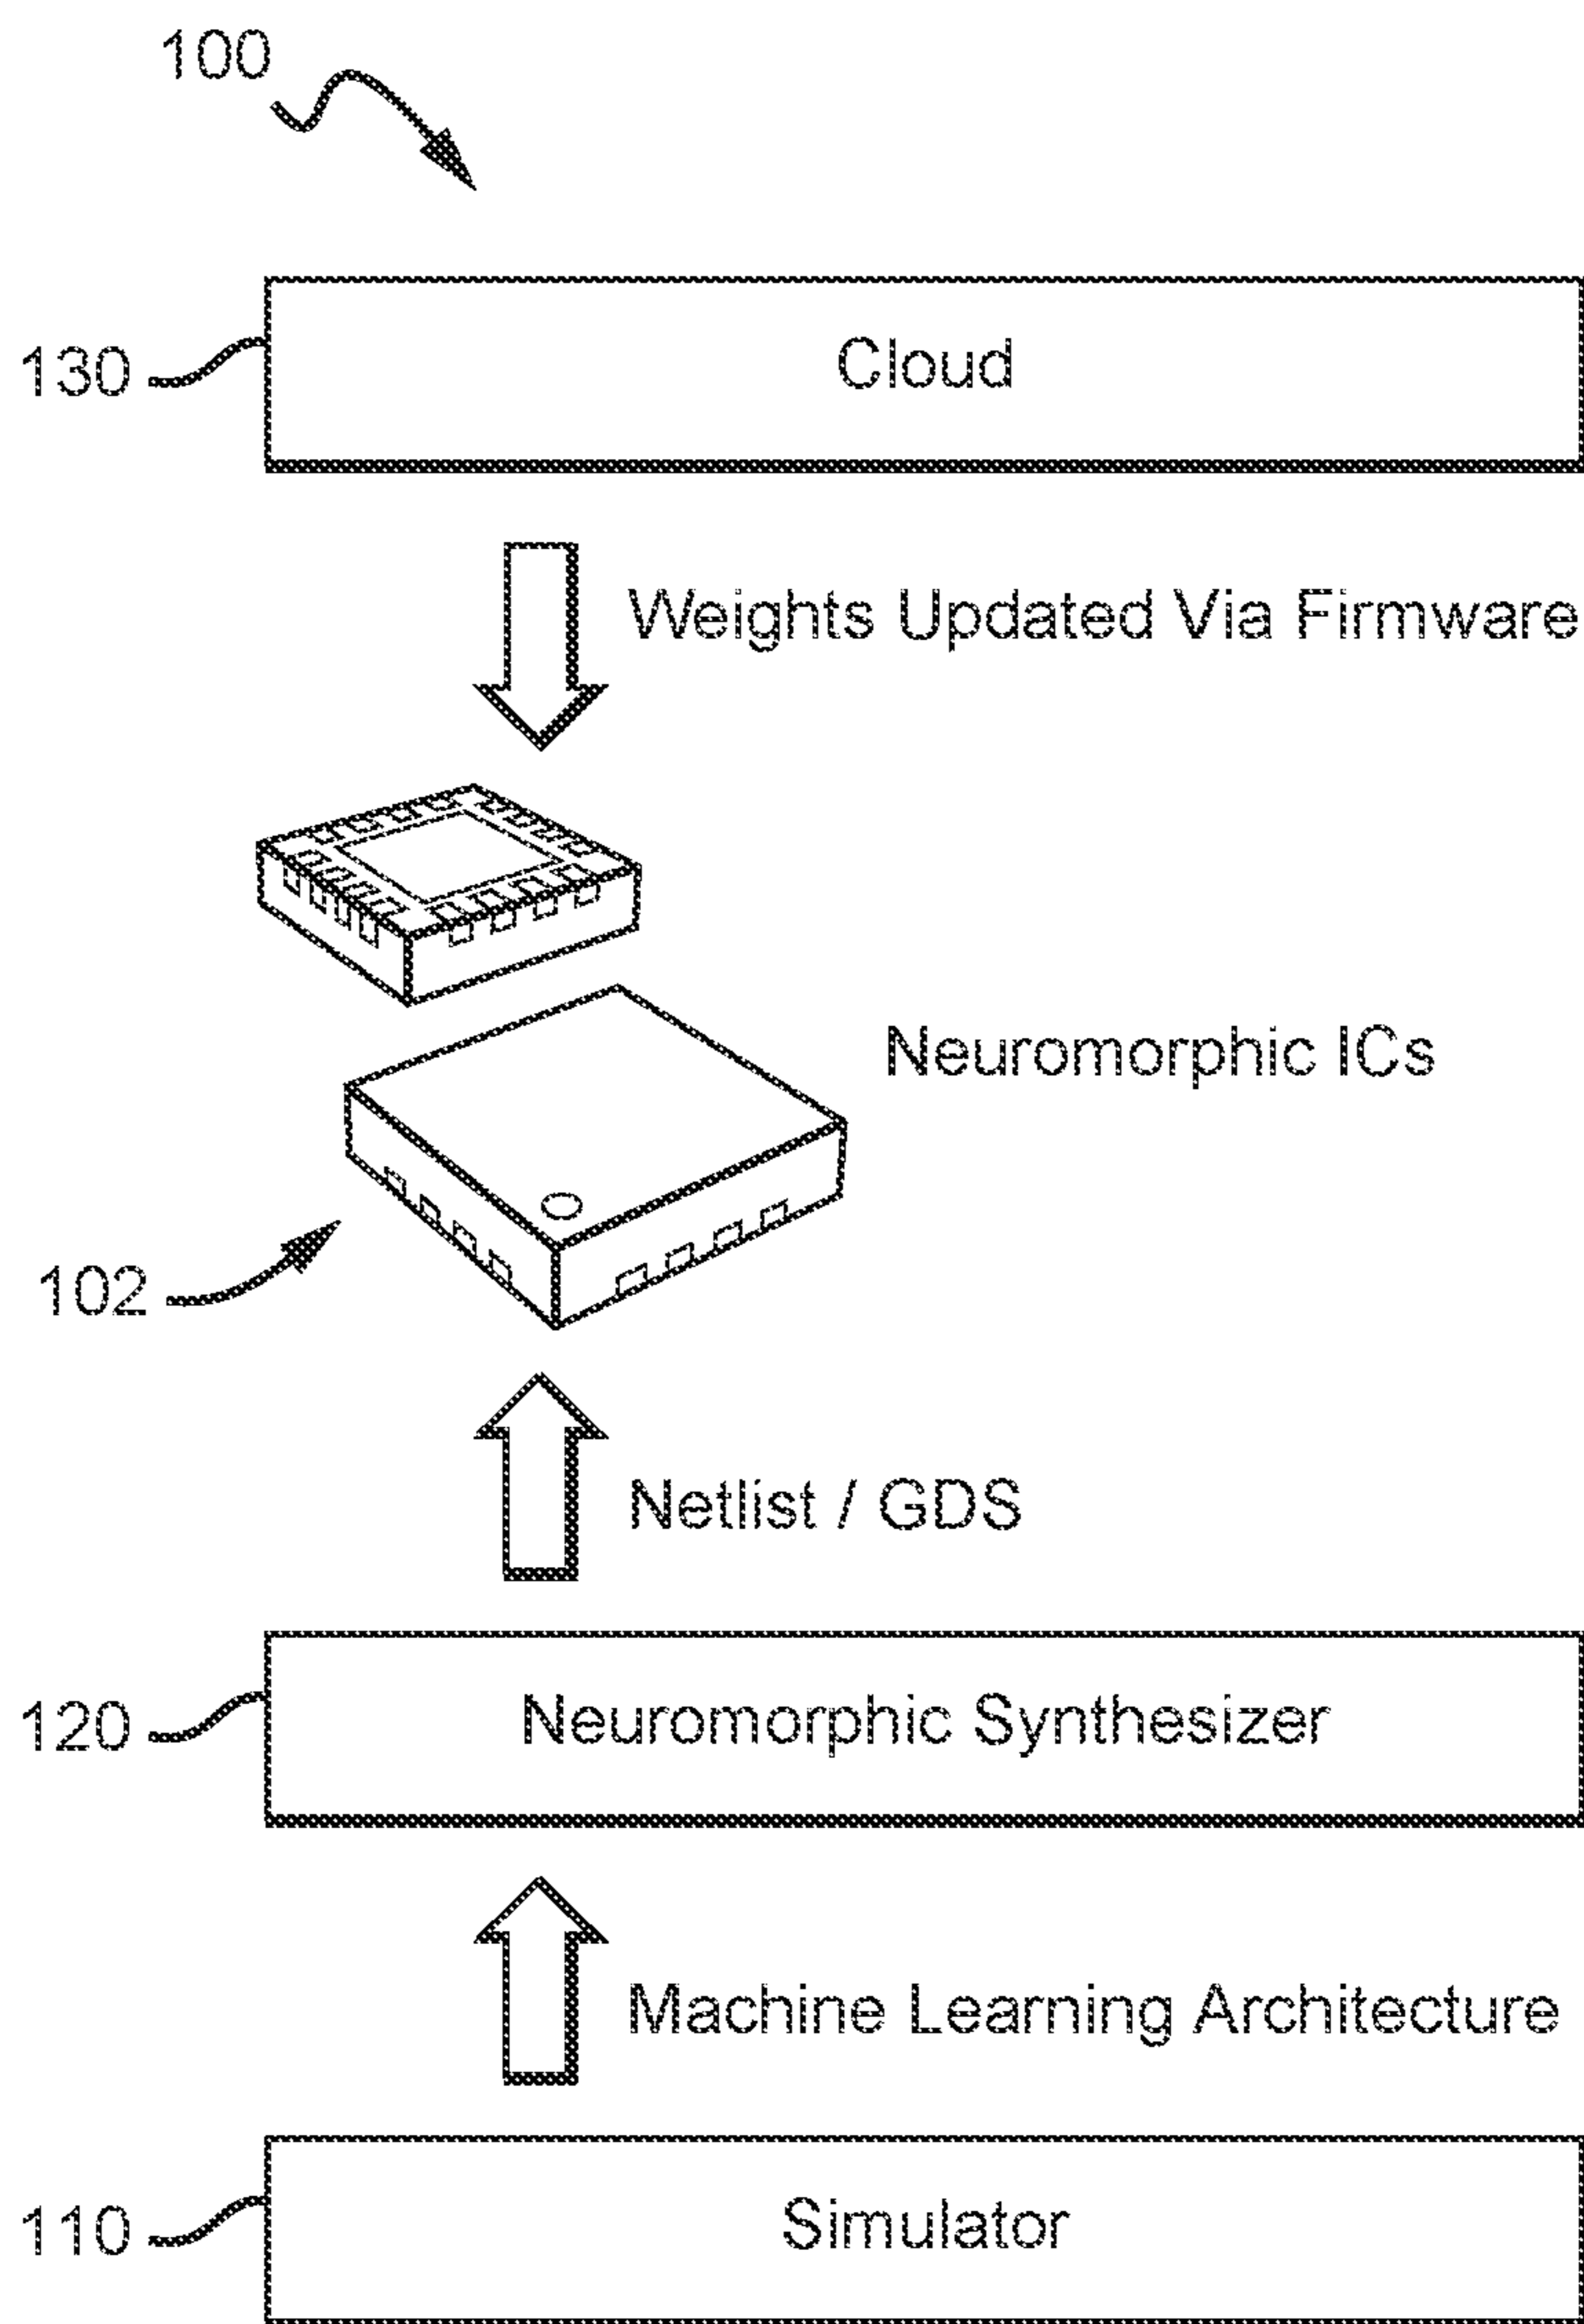 100
130
Cloud
Weights Updated Via Firmware
Neuromorphic ICs
102
Netlist / GDS
120
Neuromorphic Synthesizer
Machine Learning Architecture
110
Simulator